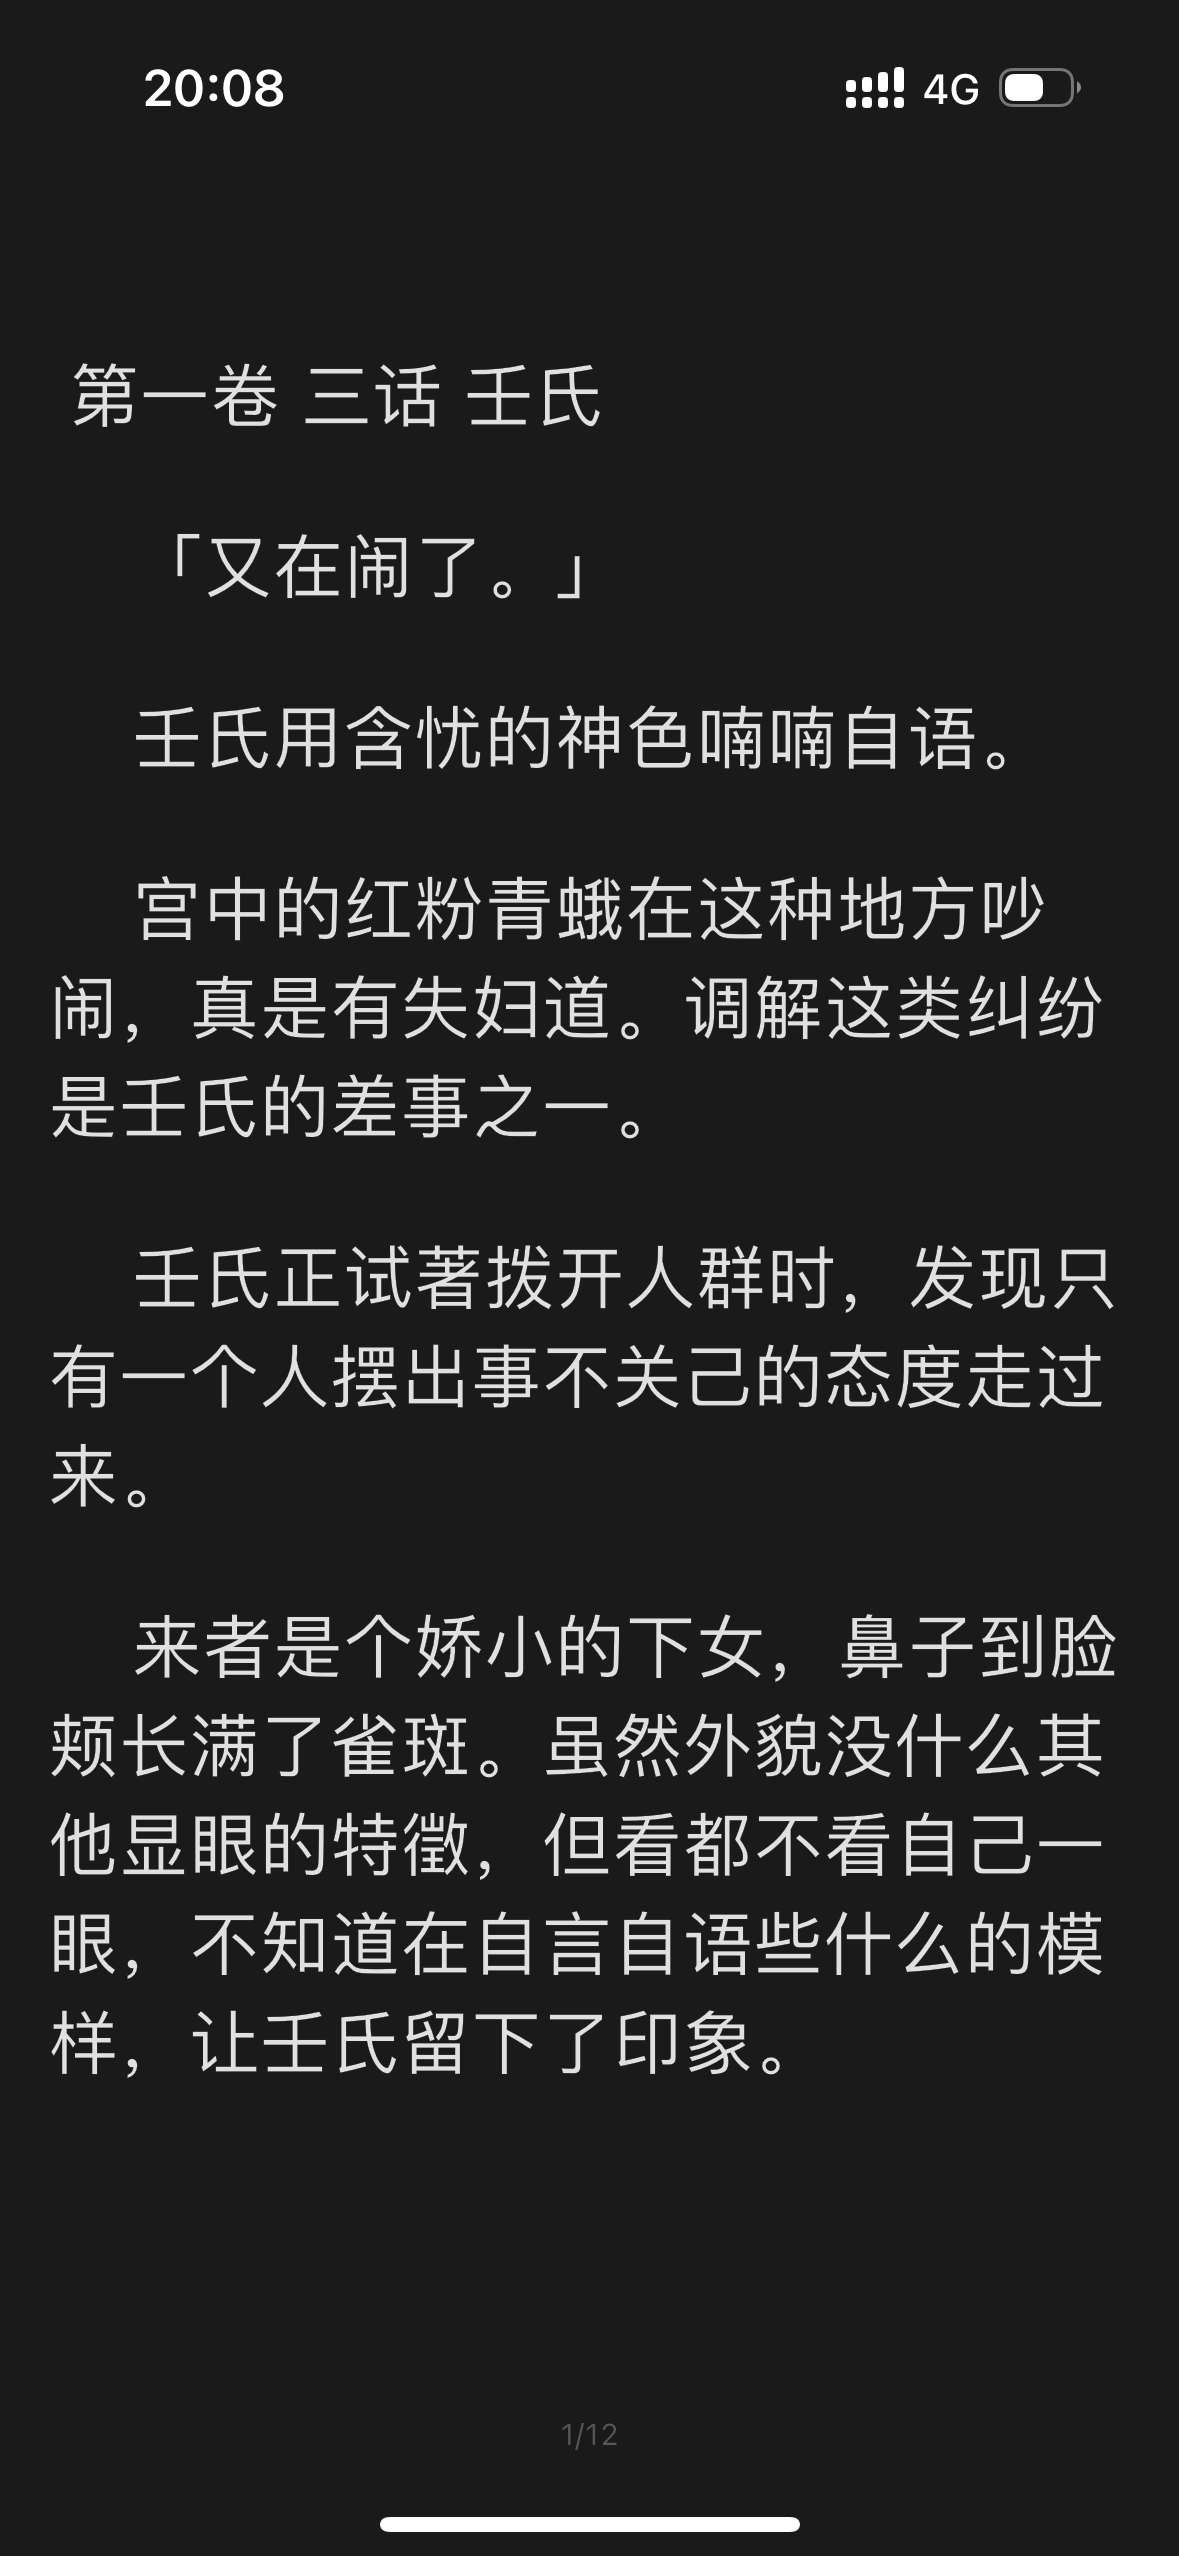 20:08
4G
第一卷 三话 壬氏
「又在闹了。」
壬氏用含忧的神色喃喃自语。
宫中的红粉青蛾在这种地方吵
闹，真是有失妇道。调解这类纠纷
是壬氏的差事之一。
壬氏正试著拨开人群时，发现只
有一个人摆出事不关己的态度走过
来。
来者是个娇小的下女，鼻子到脸
颊长满了雀斑。虽然外貌没什么其
他显眼的特徵，但看都不看自己一
眼，不知道在自言自语些什么的模
样，让壬氏留下了印象。
1/12